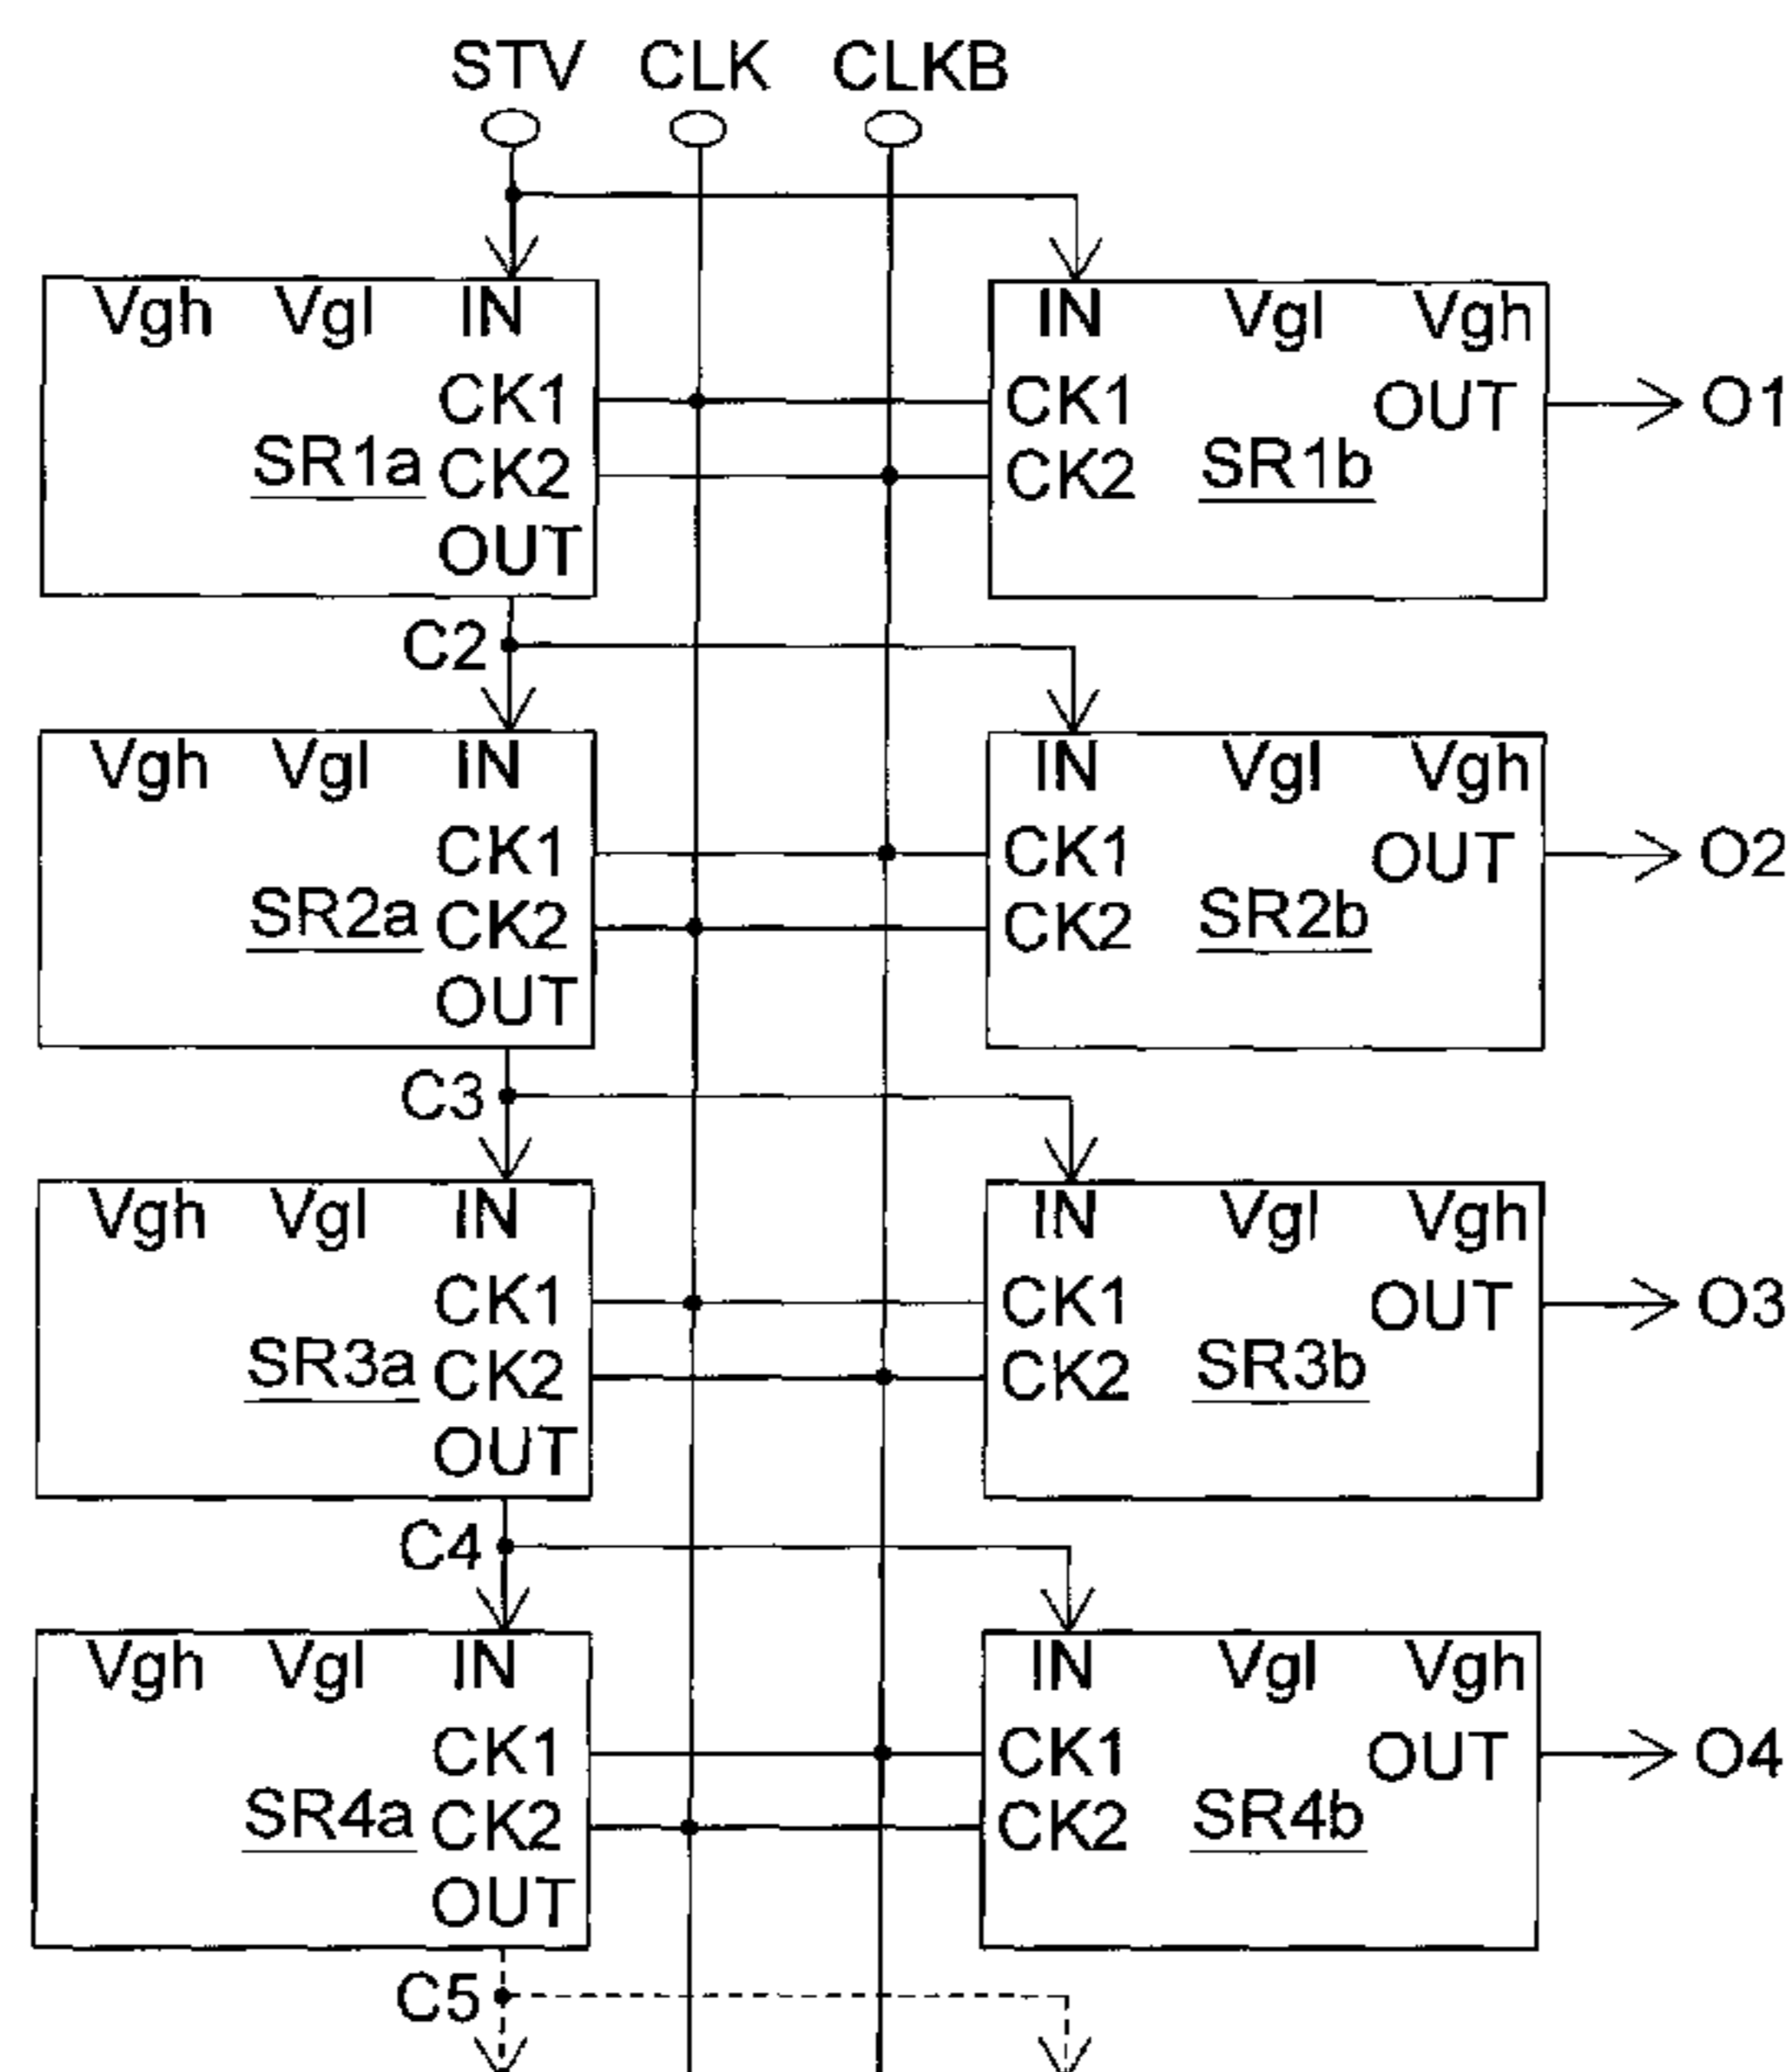 STV CLK CLKB
Vgh Vgl IN IN Vgl Vgh
CK1 CK1 OUT O1
SR1a CK2 CK2 SR1b
OUT
C2
Vgh Vgl IN IN Vgl Vgh
CK1 CK1 OUT O2
SR2a CK2 CK2 SR2b
OUT
C3
Vgh Vgl IN IN Vgl Vgh
CK1 CK1 OUT O3
SR3a CK2 CK2 SR3b
OUT
C4
Vgh Vgl IN IN Vgl Vgh
CK1 CK1 OUT O4
SR4a CK2 CK2 SR4b
OUT
C5